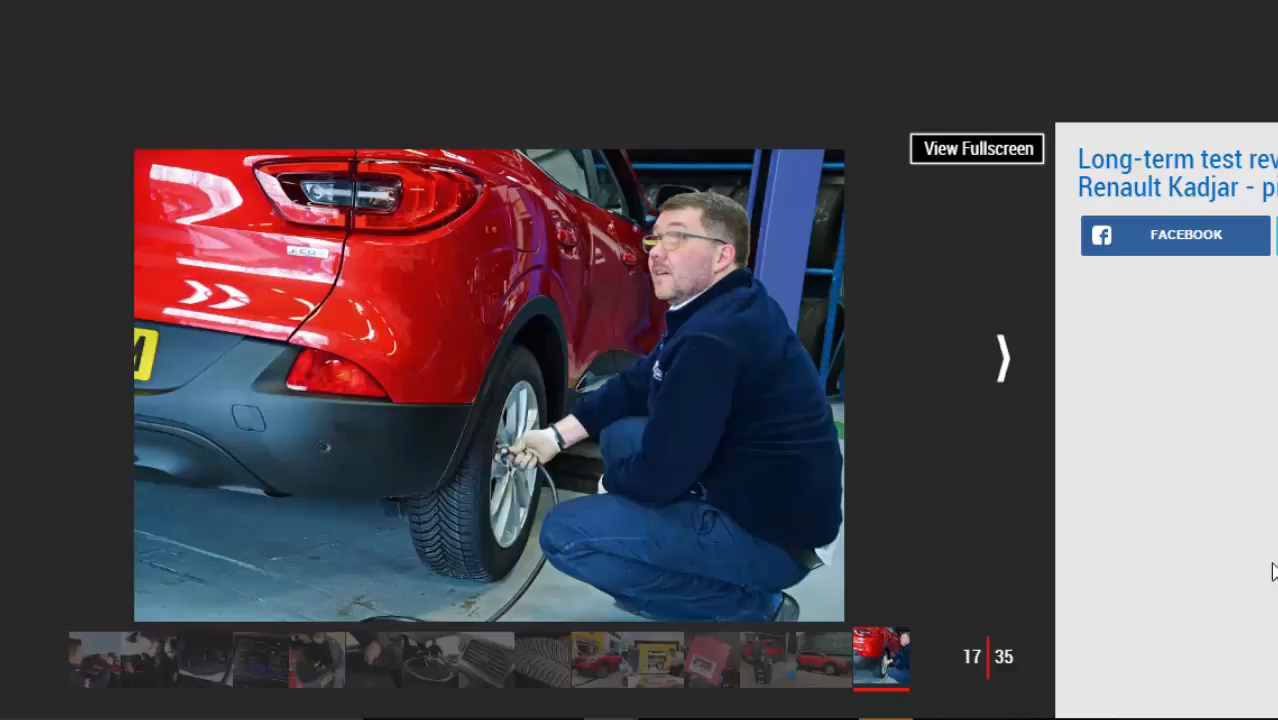 View Fullscreen
Long-term test rev
Renault Kadjar - pi
FACEBOOK
17
35